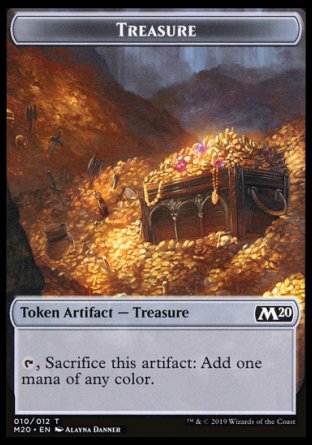 TREASURE
Token Artifact — Treasure
M20
, Sacrifice this artifact: Add one
mana of any color.
010/012 T
M20 • EN ALAYNA DANNER
™ & © 2019 Wizards of the Coast